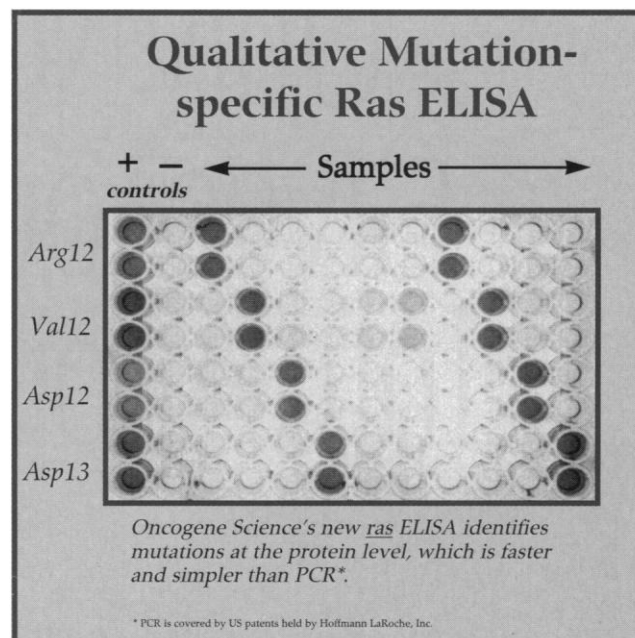 Qualitative Mutation-
specific Ras ELISA
+ − Samples
controls
Arg12
Val12
Asp12
Asp13
Oncogene Science's new ras ELISA identifies
mutations at the protein level, which is faster
and simpler than PCR*.
* PCR is covered by US patents held by Hoffmann LaRoche, Inc.